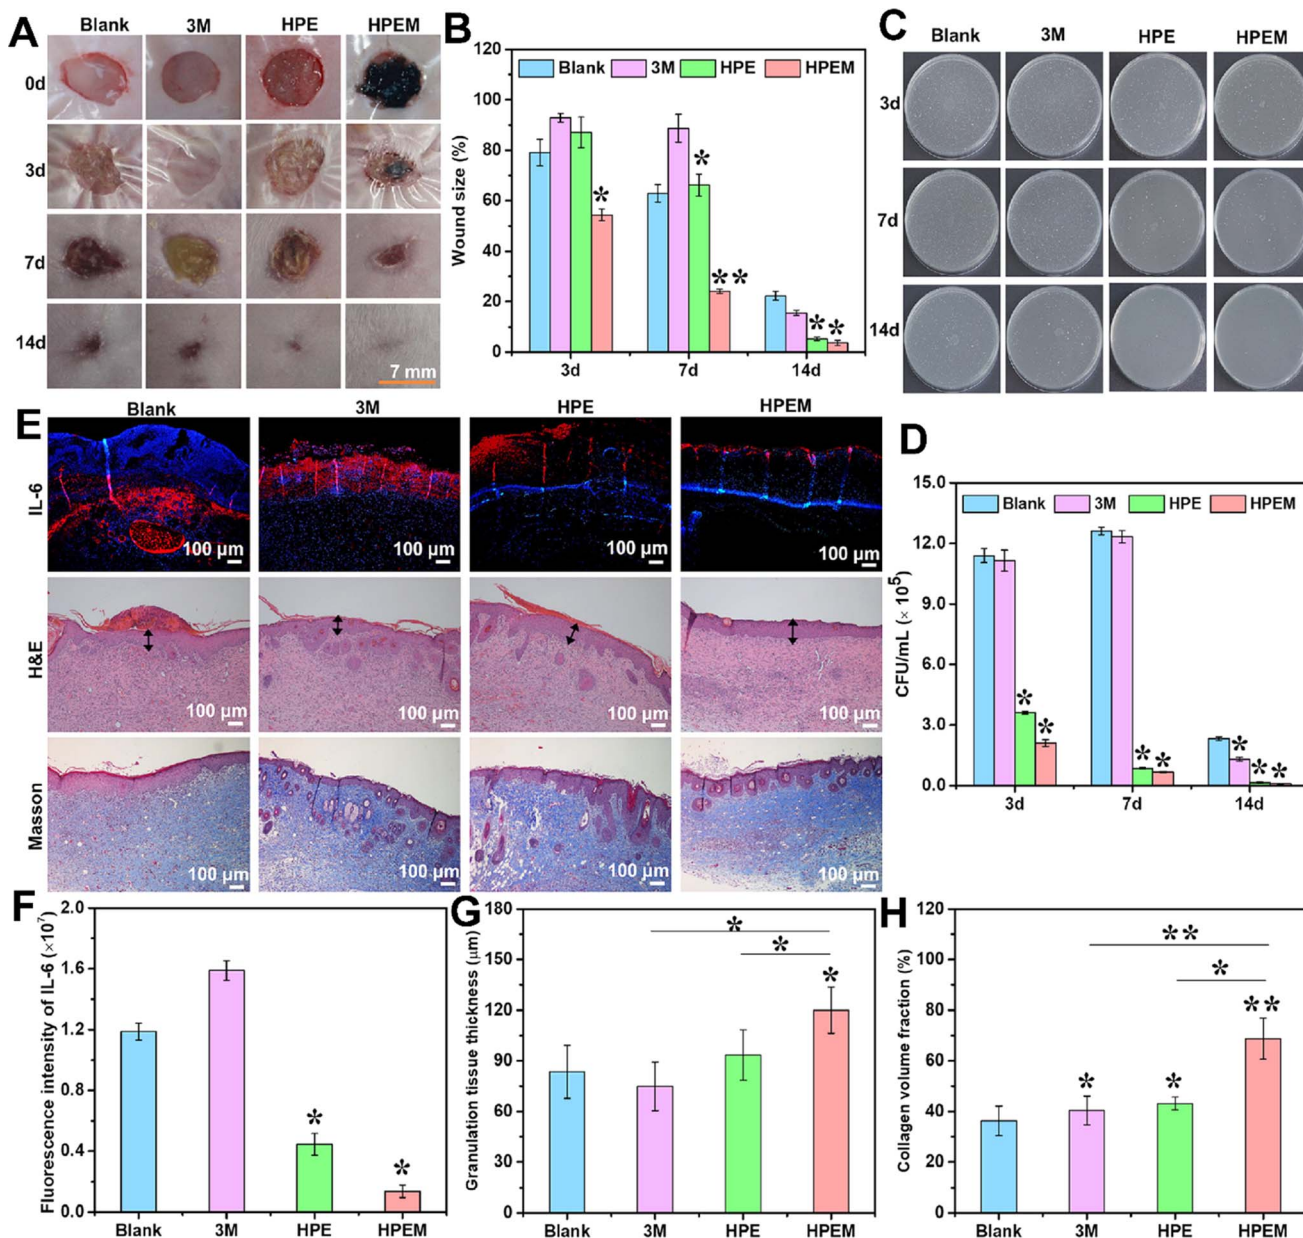 A
Blank 3M HPE HPEM
0d
3d
7d
14d
7 mm
B
120
100
80
60
40
20
0
Wound size (%)
Blank 3M HPE HPEM
*
*
**
* *
3d 7d 14d
C
Blank 3M HPE HPEM
3d
7d
14d
E
Blank 3M HPE HPEM
IL-6
100 µm 100 µm 100 µm 100 µm
H&E
100 µm 100 µm 100 µm 100 µm
Masson
100 µm 100 µm 100 µm 100 µm
D
15.0
12.0
9.0
6.0
3.0
0.0
CFU/mL (× 10⁵)
Blank 3M HPE HPEM
* *
* *
* * *
3d 7d 14d
F
2.0
1.6
1.2
0.8
0.4
0.0
Fluorescence intensity of IL-6 (×10⁷)
* *
Blank 3M HPE HPEM
G
180
150
120
90
60
30
0
Granulation tissue thickness (µm)
*
*
*
Blank 3M HPE HPEM
H
120
100
80
60
40
20
0
Collagen volume fraction (%)
**
*
* * **
Blank 3M HPE HPEM